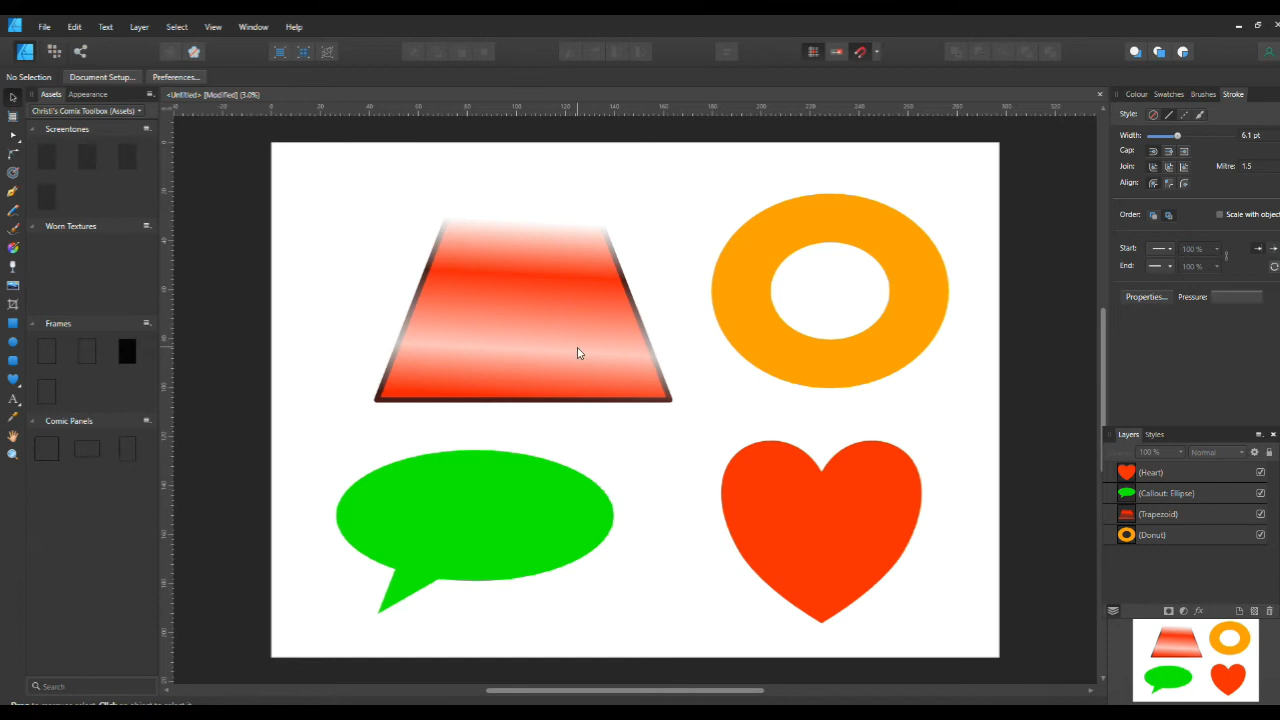 File Edit Text Layer Select View Window Help
No Selection Document Setup... Preferences...
Assets Appearance
<Untitled> [Modified] (3.0%)
Colour Swatches Brushes Stroke
Christi's Comix Toolbox (Assets)
Style:
Screentones
Width: 6.1 pt
Cap:
Join: Mitre: 1.5
Align:
Order: Scale with objec
Worn Textures
Start: 100 %
End: 100 %
Properties... Pressure:
Frames
Comic Panels
Layers Styles
100 % Normal
(Heart)
(Callout: Ellipse)
(Trapezoid)
(Donut)
fx
Search